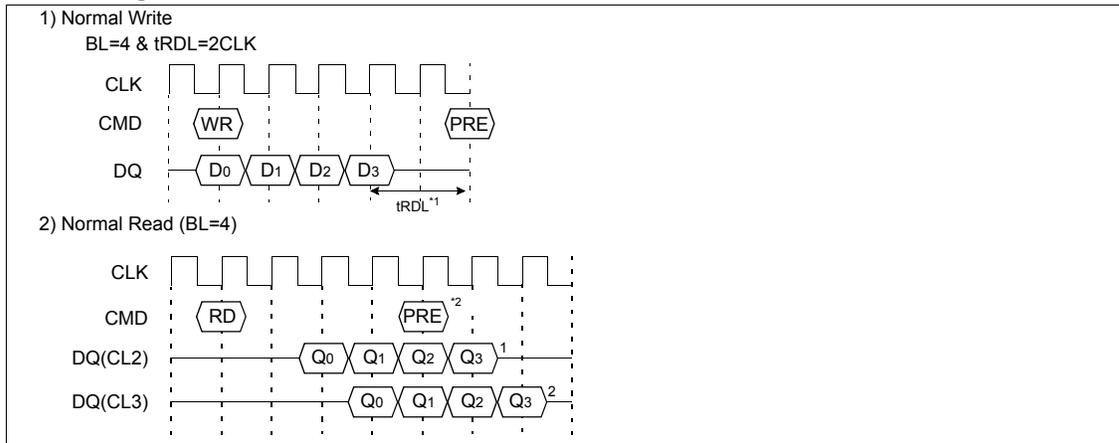 1) Normal Write
BL=4 & tRDL=2CLK
CLK
CMD WR PRE
DQ D0 D1 D2 D3
tRDL*1
2) Normal Read (BL=4)
CLK
CMD RD PRE *2
DQ(CL2) Q0 Q1 Q2 Q3 1
DQ(CL3) Q0 Q1 Q2 Q3 2